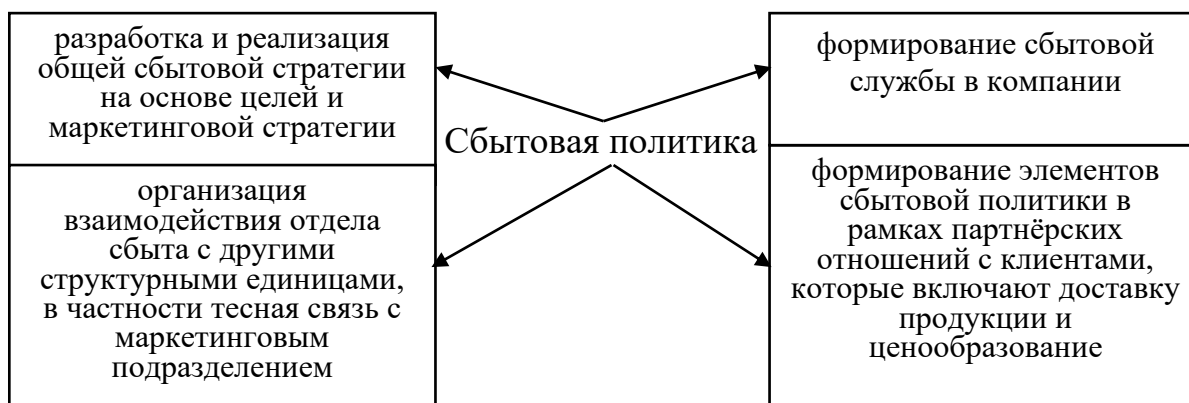 разработка и реализация
общей сбытовой стратегии
на основе целей и
маркетинговой стратегии
организация
взаимодействия отдела
сбыта с другими
структурными единицами,
в частности тесная связь с
маркетинговым
подразделением
Сбытовая политика
формирование сбытовой
службы в компании
формирование элементов
сбытовой политики в
рамках партнёрских
отношений с клиентами,
которые включают доставку
продукции и
ценообразование